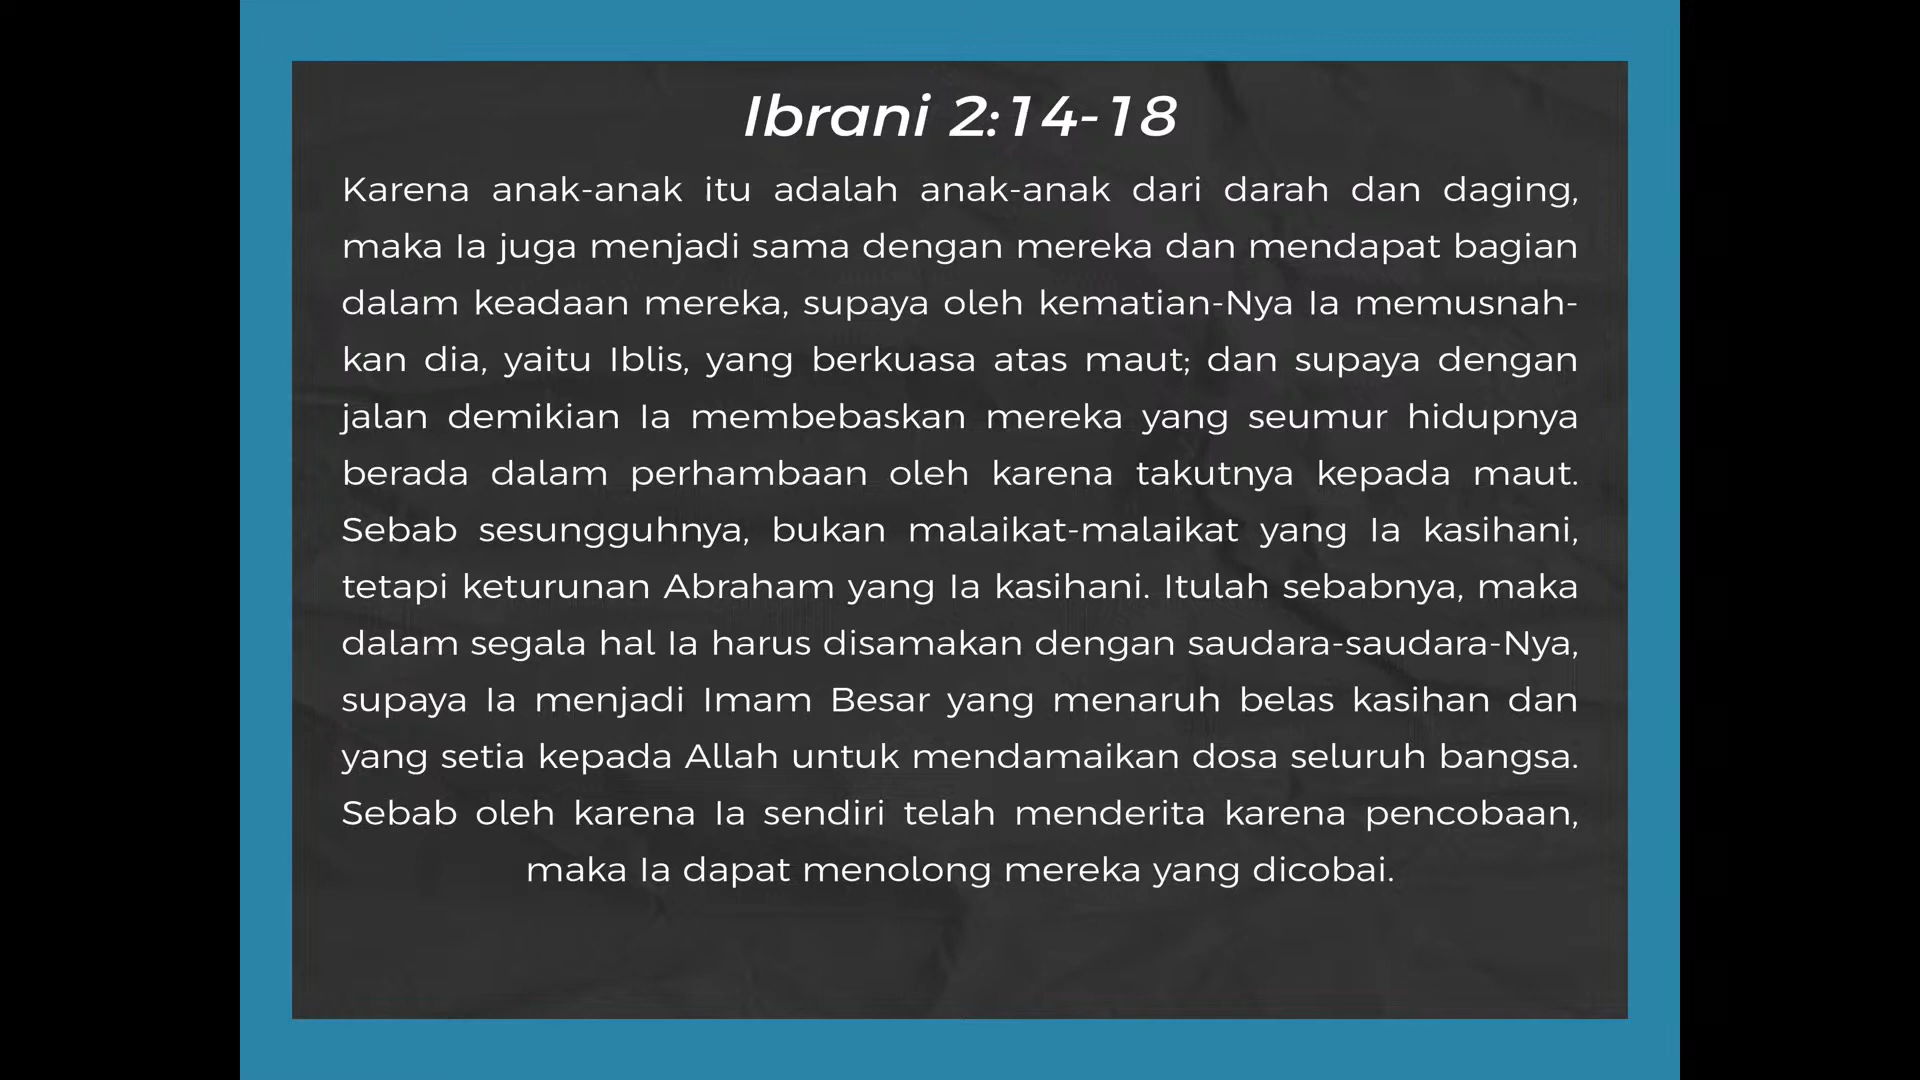 Ibrani 2:14-18
Karena anak-anak itu adalah anak-anak dari darah dan daging,
maka Ia juga menjadi sama dengan mereka dan mendapat bagian
dalam keadaan mereka, supaya oleh kematian-Nya Ia memusnah-
kan dia, yaitu Iblis, yang berkuasa atas maut; dan supaya dengan
jalan demikian Ia membebaskan mereka yang seumur hidupnya
berada dalam perhambaan oleh karena takutnya kepada maut.
Sebab sesungguhnya, bukan malaikat-malaikat yang Ia kasihani,
tetapi keturunan Abraham yang Ia kasihani. Itulah sebabnya, maka
dalam segala hal Ia harus disamakan dengan saudara-saudara-Nya,
supaya Ia menjadi Imam Besar yang menaruh belas kasihan dan
yang setia kepada Allah untuk mendamaikan dosa seluruh bangsa.
Sebab oleh karena Ia sendiri telah menderita karena pencobaan,
maka Ia dapat menolong mereka yang dicobai.